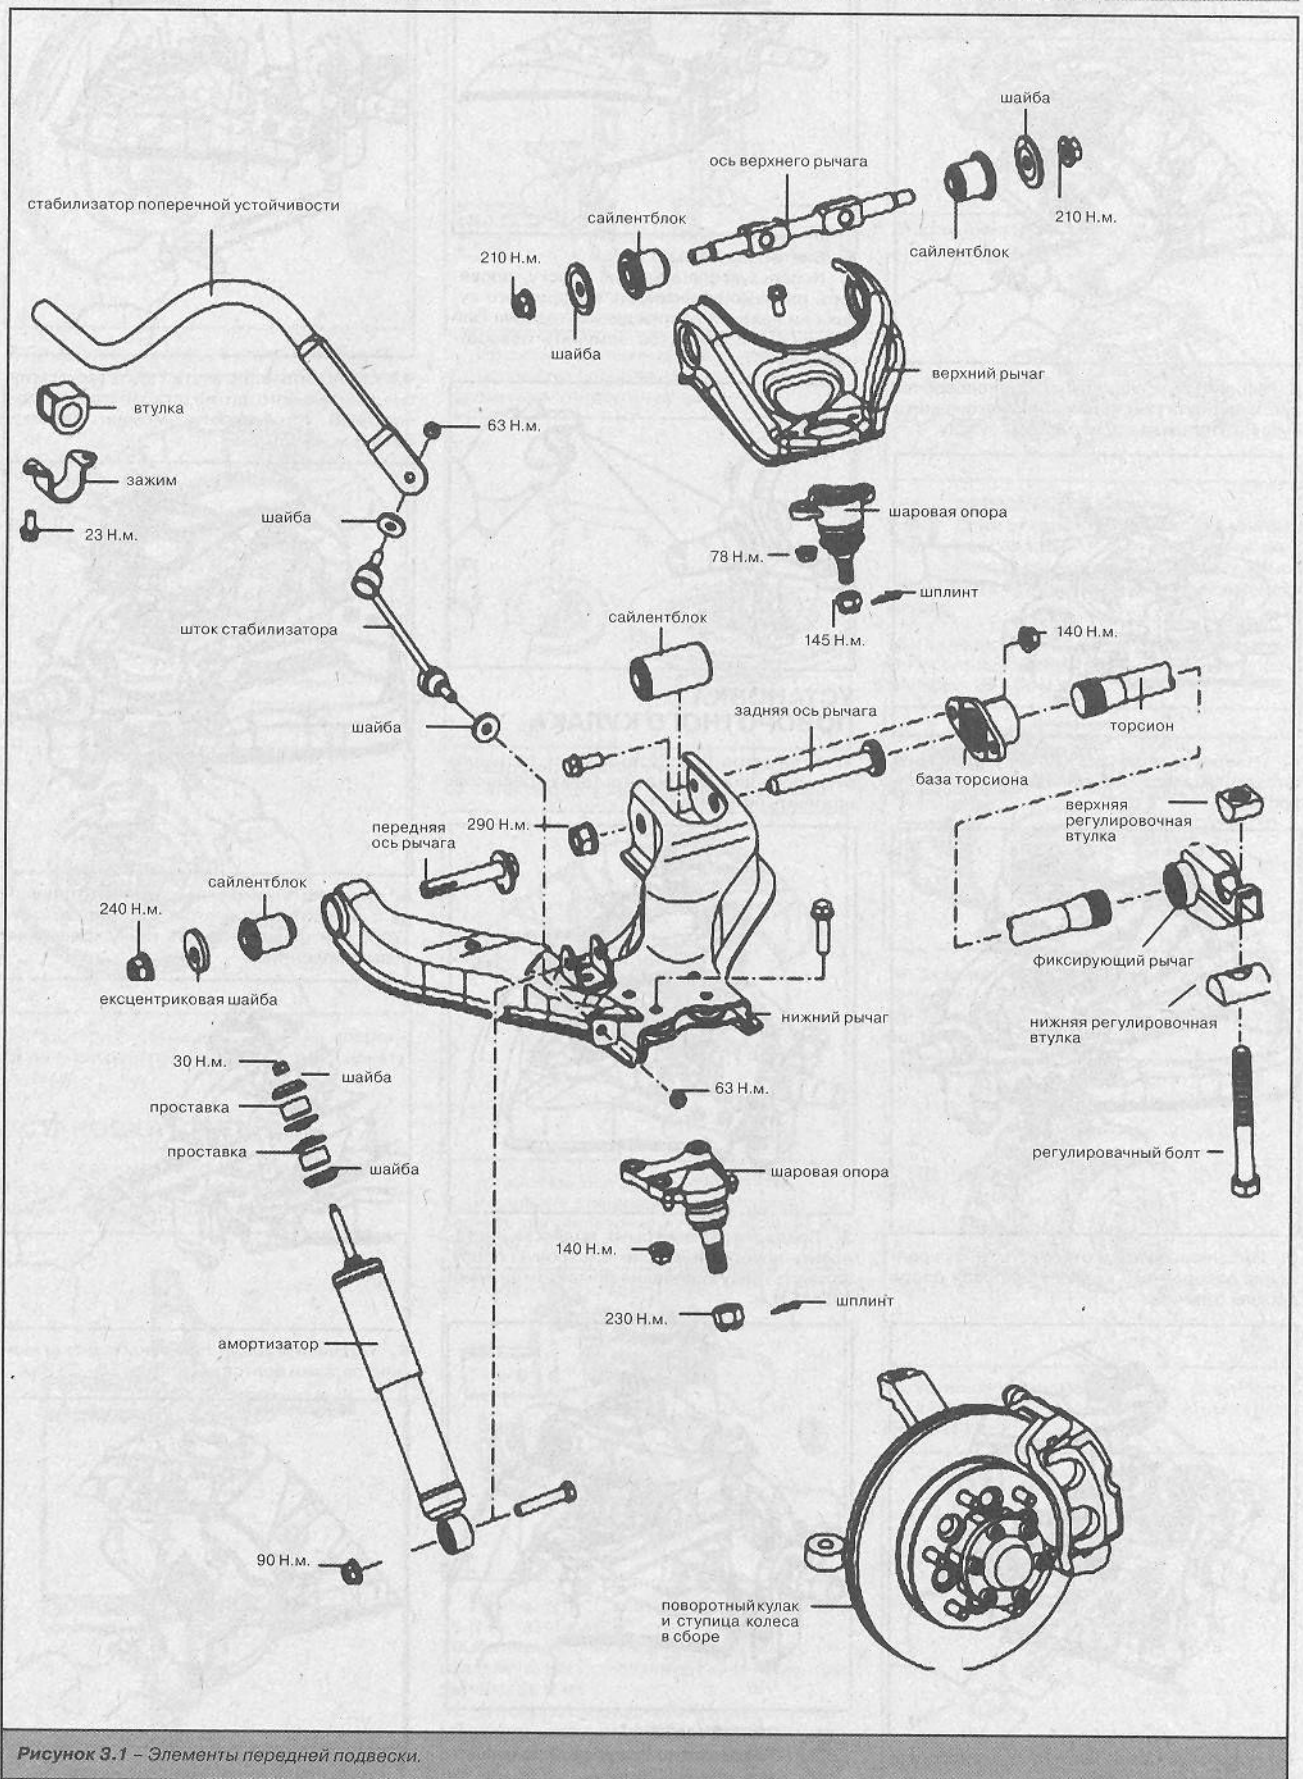 шайба
ось верхнего рычага
210 Н.м.
стабилизатор поперечной устойчивости
сайлентблок
сайлентблок
210 Н.м.
шайба
верхний рычаг
втулка
63 Н.м.
зажим
шайба
шаровая опора
23 Н.м.
78 Н.м.
шплинт
сайлентблок
шток стабилизатора
145 Н.м.
140 Н.м.
задняя ось рычага
шайба
торсион
база торсиона
верхняя
регулировочная
втулка
передняя
ось рычага
290 Н.м.
сайлентблок
240 Н.м.
фиксирующий рычаг
ексцентриковая шайба
нижний рычаг
нижняя регулировочная
втулка
30 Н.м.
шайба
63 Н.м.
проставка
проставка
шайба
регулировачный болт
шаровая опора
140 Н.м.
шплинт
230 Н.м.
амортизатор
90 Н.м.
поворотный кулак
и ступица колеса
в сборе
Рисунок 3.1 – Элементы передней подвески.